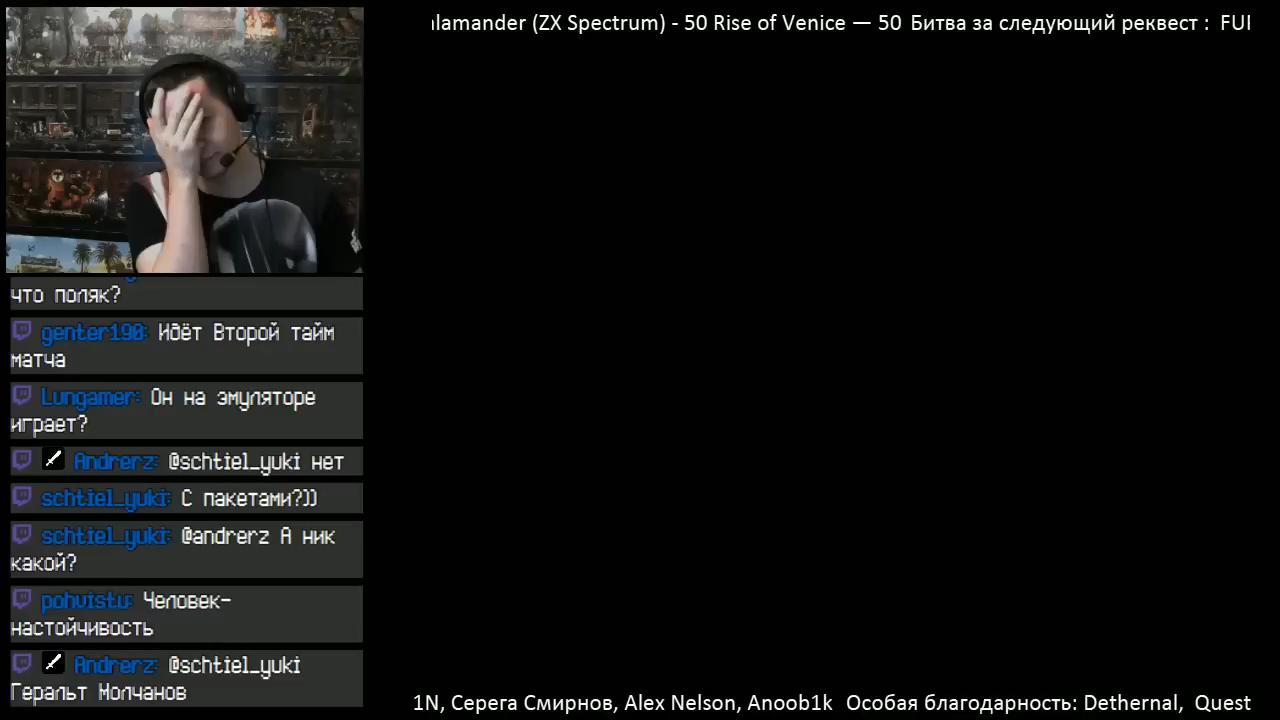 lamander (ZX Spectrum) - 50 Rise of Venice — 50 Битва за следующий реквест : FUI
что поляк?
genter190: Идёт Второй тайм
матча
Lungamer: Он на эмуляторе
играет?
Andrerz: @schtiel_yuki нет
schtiel_yuki: С пакетами?))
schtiel_yuki: @andrerz А ник
какой?
pohvistu: Человек-
настойчивость
Andrerz: @schtiel_yuki
Геральт Молчанов
1N, Серега Смирнов, Alex Nelson, Anoob1k Особая благодарность: Dethernal, Quest